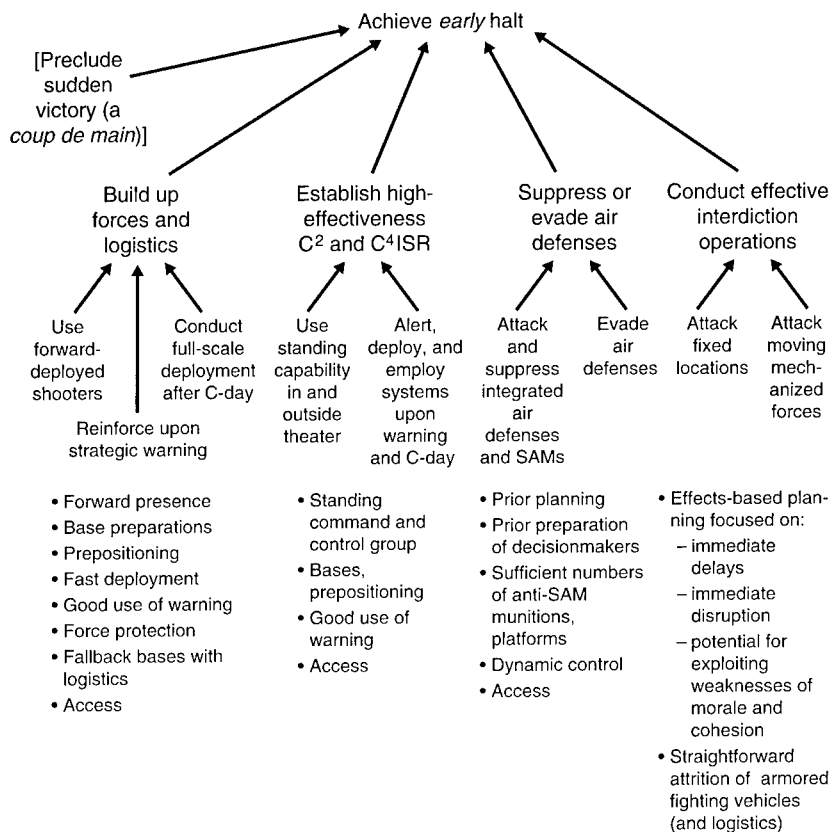 Achieve early halt
[Preclude
sudden
victory (a
coup de main)]
Build up
forces and
logistics
Establish high-
effectiveness
C² and C⁴ISR
Suppress or
evade air
defenses
Conduct effective
interdiction
operations
Use
forward-
deployed
shooters
Conduct
full-scale
deployment
after C-day
Reinforce upon
strategic warning
Use
standing
capability
in and
outside
theater
Alert,
deploy, and
employ
systems
upon
warning
and C-day
Attack
and
suppress
integrated
air
defenses
and SAMs
Evade
air
defenses
Attack
fixed
locations
Attack
moving
mech-
anized
forces
• Forward presence
• Base preparations
• Prepositioning
• Fast deployment
• Good use of warning
• Force protection
• Fallback bases with
logistics
• Access
• Standing
command and
control group
• Bases,
prepositioning
• Good use of
warning
• Access
• Prior planning
• Prior preparation
of decisionmakers
• Sufficient numbers
of anti-SAM
munitions,
platforms
• Dynamic control
• Access
• Effects-based plan-
ning focused on:
– immediate
delays
– immediate
disruption
– potential for
exploiting
weaknesses of
morale and
cohesion
• Straightforward
attrition of armored
fighting vehicles
(and logistics)